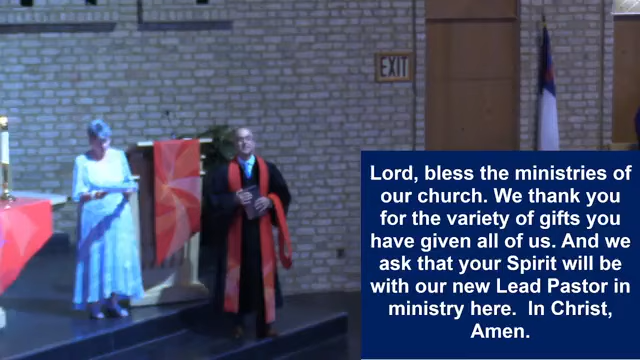 EXIT
Lord, bless the ministries of
our church. We thank you
for the variety of gifts you
have given all of us. And we
ask that your Spirit will be
with our new Lead Pastor in
ministry here.  In Christ,
Amen.